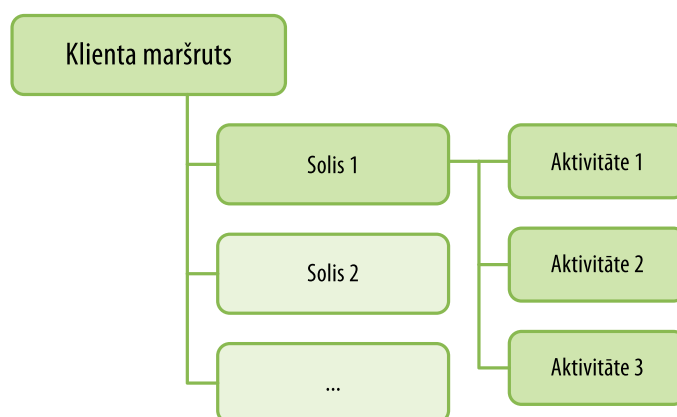 Klienta maršruts
Solis 1
Aktivitāte 1
Solis 2
Aktivitāte 2
...
Aktivitāte 3